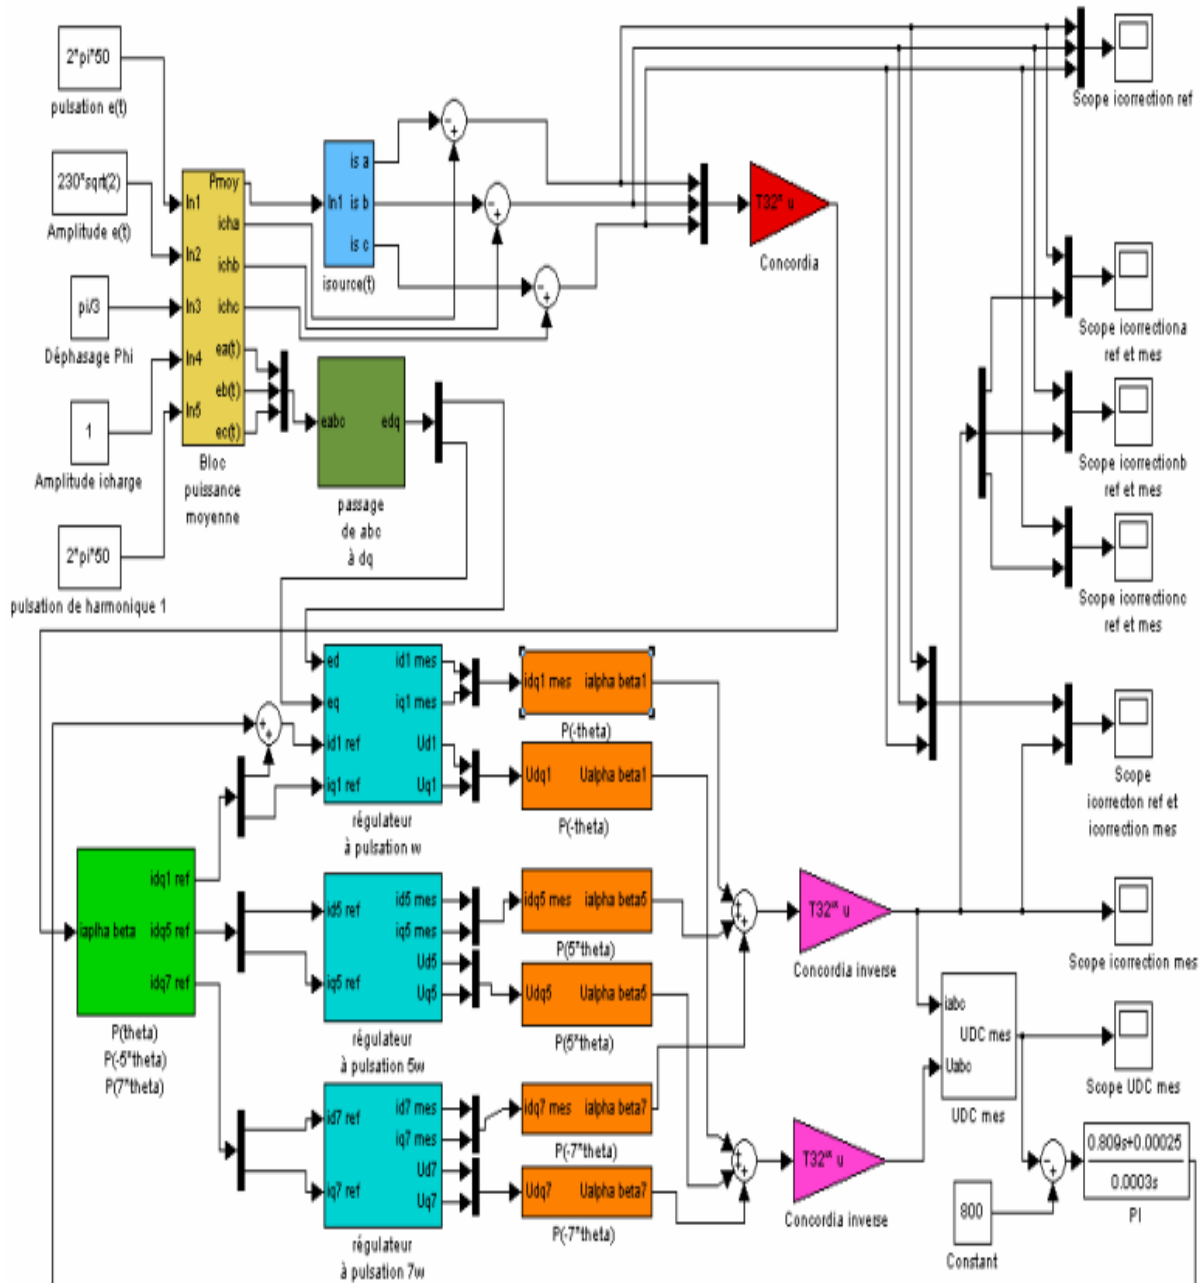 2*pi*50
pulsation e(t)
230*sqrt(2)
Amplitude e(t)
pi/3
Déphasage Phi
1
Amplitude icharge
2*pi*50
pulsation de harmonique 1
In1
In2
In3
In4
In5
Pmoy
icha
ichb
ichc
ea(t)
eb(t)
ec(t)
Bloc
puissance
moyenne
In1
is a
is b
is c
isource(t)
eabc
edq
passage
de abc
à dq
T32* u
Concordia
Scope icorrection ref
Scope icorrectiona
ref et mes
Scope icorrectionb
ref et mes
Scope icorrectionc
ref et mes
Scope
icorrecton ref et
icorrection mes
ed
eq
id1 ref
iq1 ref
id1 mes
iq1 mes
Ud1
Uq1
régulateur
à pulsation w
idq1 mes
ialpha beta1
P(-theta)
Udq1
Ualpha beta1
P(-theta)
iaplha beta
idq1 ref
idq5 ref
idq7 ref
P(theta)
P(-5*theta)
P(7*theta)
id5 ref
iq5 ref
id5 mes
iq5 mes
Ud5
Uq5
régulateur
à pulsation 5w
idq5 mes
ialpha beta5
P(5*theta)
Udq5
Ualpha beta5
P(5*theta)
id7 ref
iq7 ref
id7 mes
iq7 mes
Ud7
Uq7
régulateur
à pulsation 7w
idq7 mes
ialpha beta7
P(-7*theta)
Udq7
Ualpha beta7
P(-7*theta)
T32** u
Concordia inverse
T32** u
Concordia inverse
Scope icorrection mes
iabc
Uabc
UDC mes
UDC mes
Scope UDC mes
800
Constant
0.809s+0.00025
0.0003s
PI